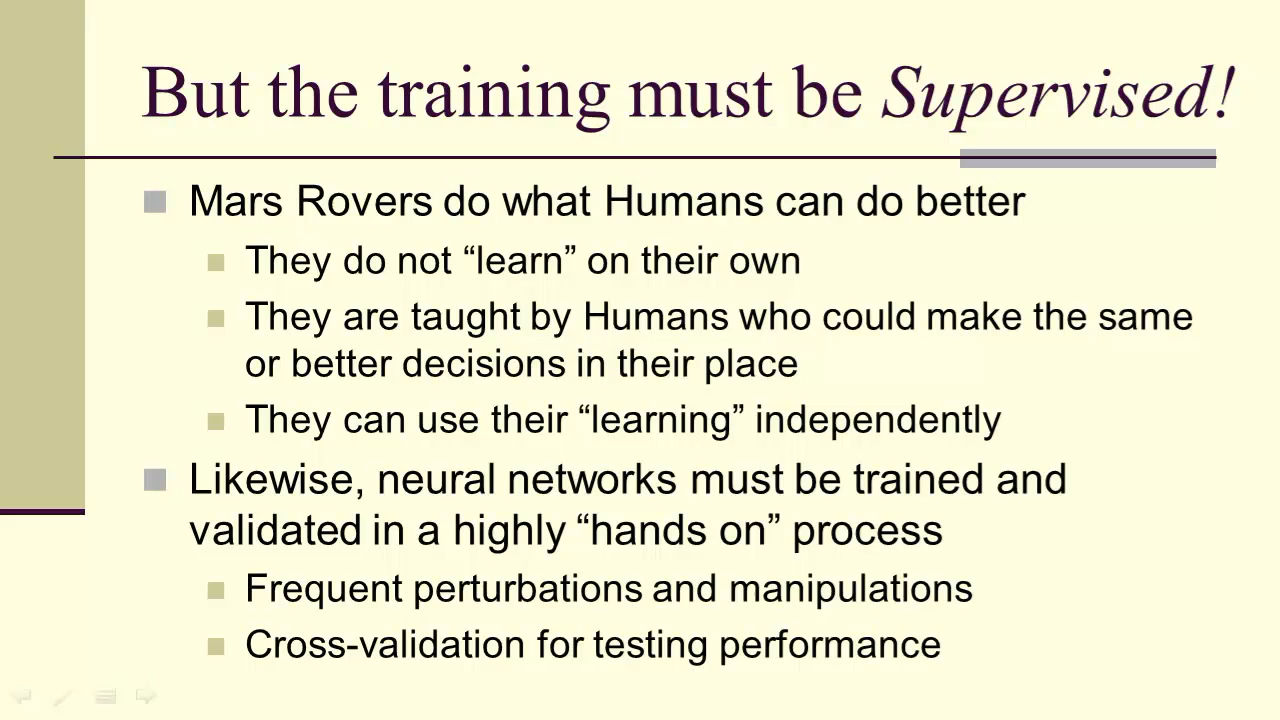 But the training must be Supervised!
Mars Rovers do what Humans can do better
They do not “learn” on their own
They are taught by Humans who could make the same
or better decisions in their place
They can use their “learning” independently
Likewise, neural networks must be trained and
validated in a highly “hands on” process
Frequent perturbations and manipulations
Cross-validation for testing performance